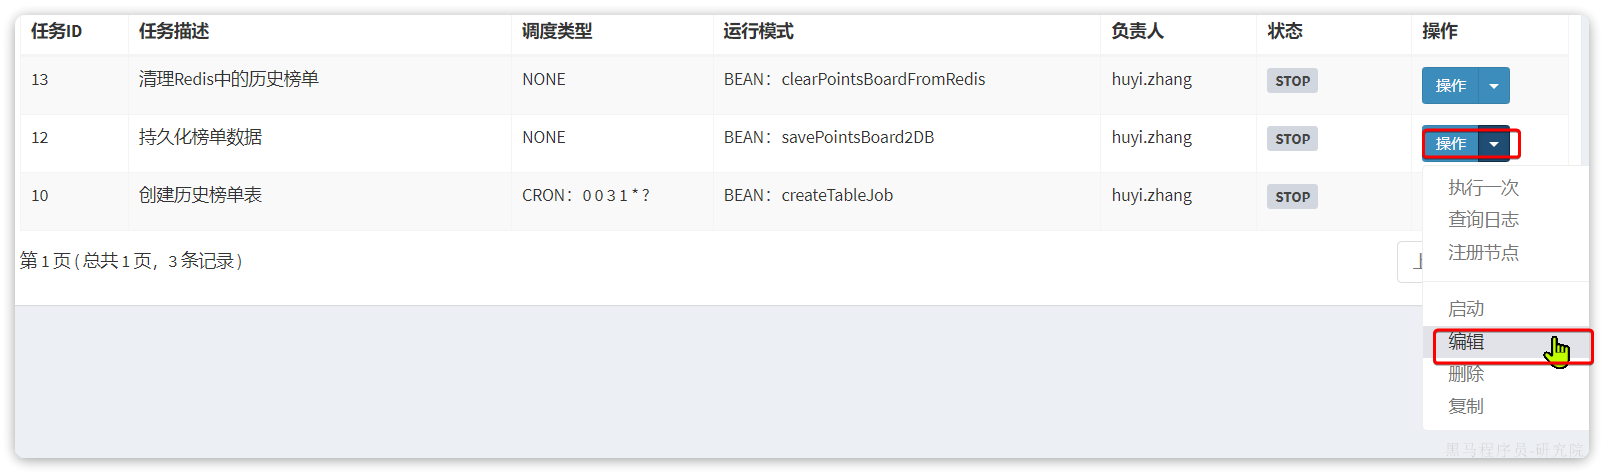 任务ID 任务描述 调度类型 运行模式 负责人 状态 操作
13 清理Redis中的历史榜单 NONE BEAN：clearPointsBoardFromRedis huyi.zhang STOP 操作
12 持久化榜单数据 NONE BEAN：savePointsBoard2DB huyi.zhang STOP 操作
10 创建历史榜单表 CRON：0 0 3 1 * ? BEAN：createTableJob huyi.zhang STOP
第 1 页 ( 总共 1 页，3 条记录 )
执行一次
查询日志
注册节点
启动
编辑
删除
复制
黑马程序员-研究院